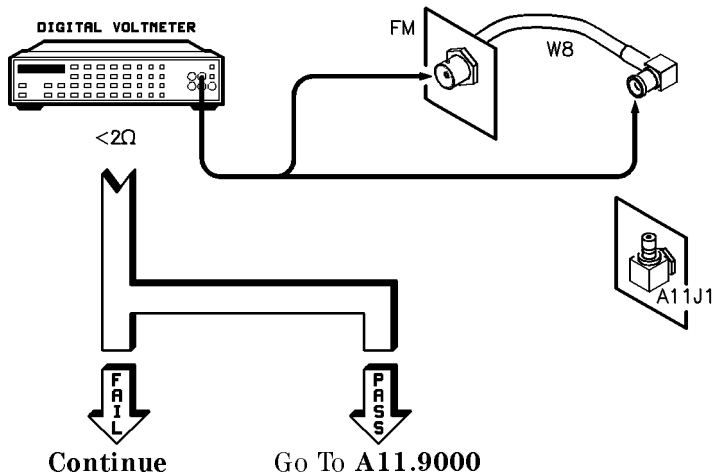 DIGITAL VOLTMETER
FM
W8
<2Ω
A11J1
FAIL
PASS
Continue
Go To A11.9000